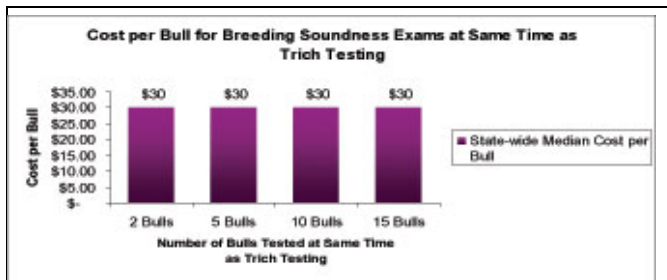 Cost per Bull for Breeding Soundness Exams at Same Time as
Trich Testing
$35.00
$30.00
$25.00
$20.00
$15.00
$10.00
$5.00
$-
Cost per Bull
$30 $30 $30 $30
2 Bulls 5 Bulls 10 Bulls 15 Bulls
Number of Bulls Tested at Same Time
as Trich Testing
State-wide Median Cost per
Bull